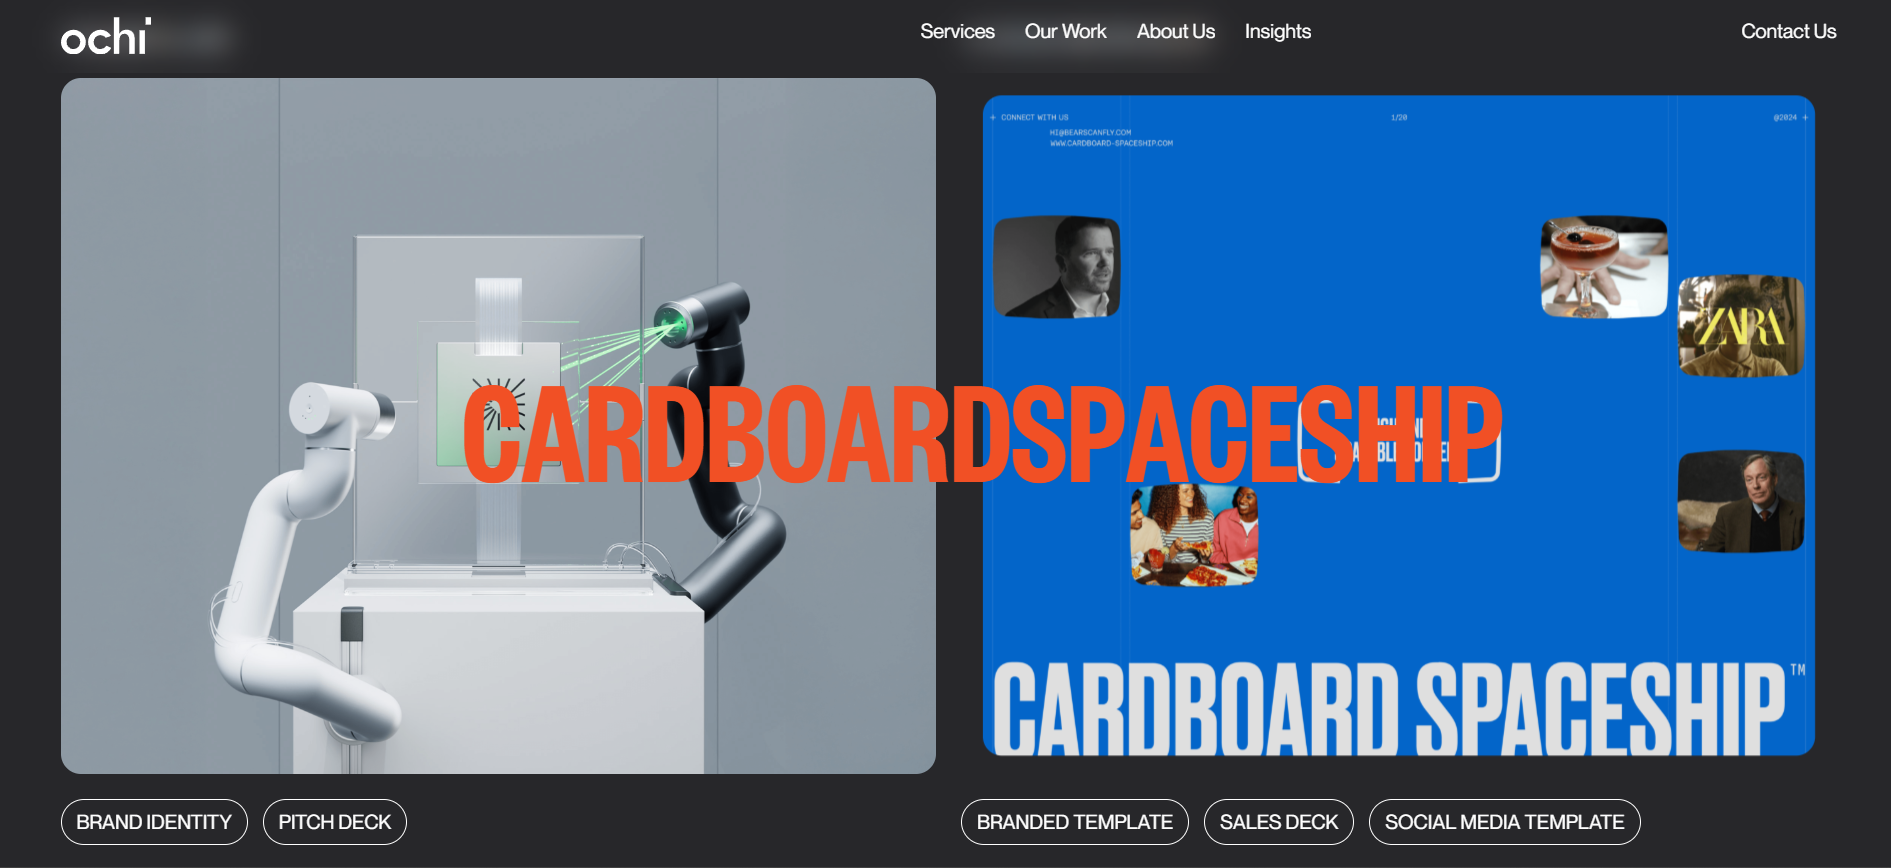 ochi
Services
Our Work
About Us
Insights
Contact Us
+ CONNECT WITH US
1/20
@2024 +
HI@BEARSCANFLY.COM
WWW.CARDBOARD-SPACESHIP.COM
ZARA
CARDBOARDSPACESHIP
CARDBOARD SPACESHIP™
BRAND IDENTITY
PITCH DECK
BRANDED TEMPLATE
SALES DECK
SOCIAL MEDIA TEMPLATE